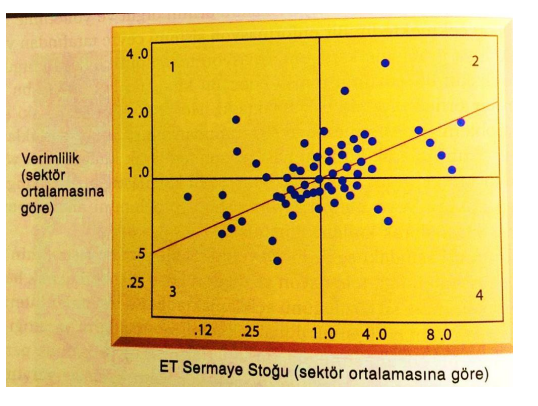 4.0
1
2
2.0
Verimlilik
(sektör
ortalamasına
göre)
1.0
.5
.25
3
4
.12 .25 1.0 4.0 8.0
ET Sermaye Stoğu (sektör ortalamasına göre)